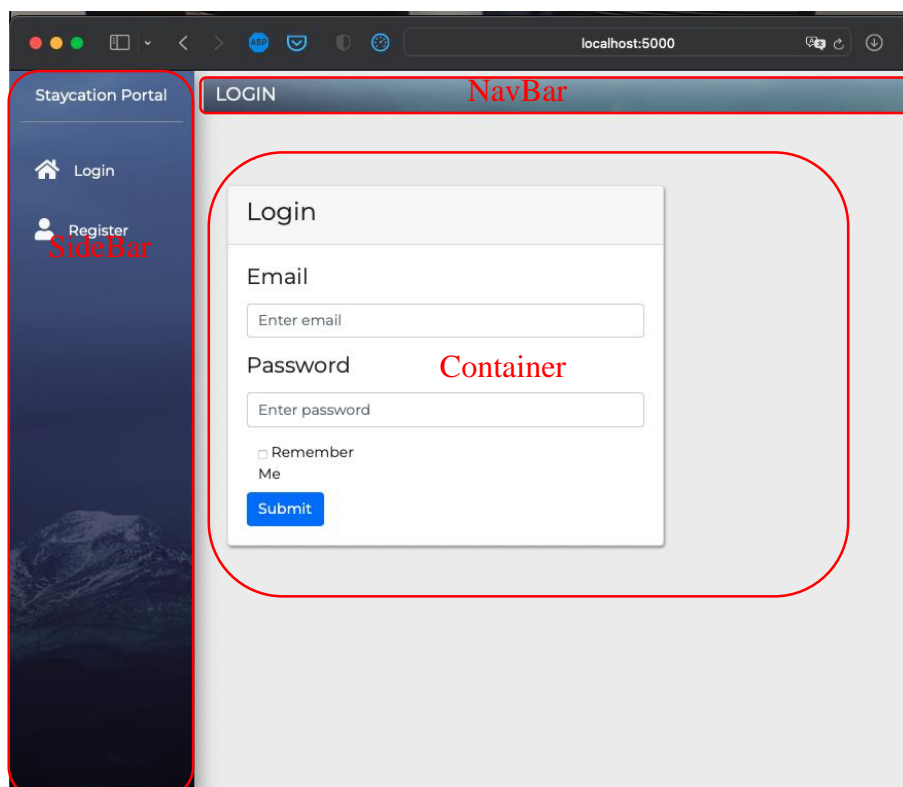 ABP
localhost:5000
Staycation Portal
LOGIN
NavBar
Login
Register
SideBar
Login
Email
Enter email
Password
Container
Enter password
Remember
Me
Submit